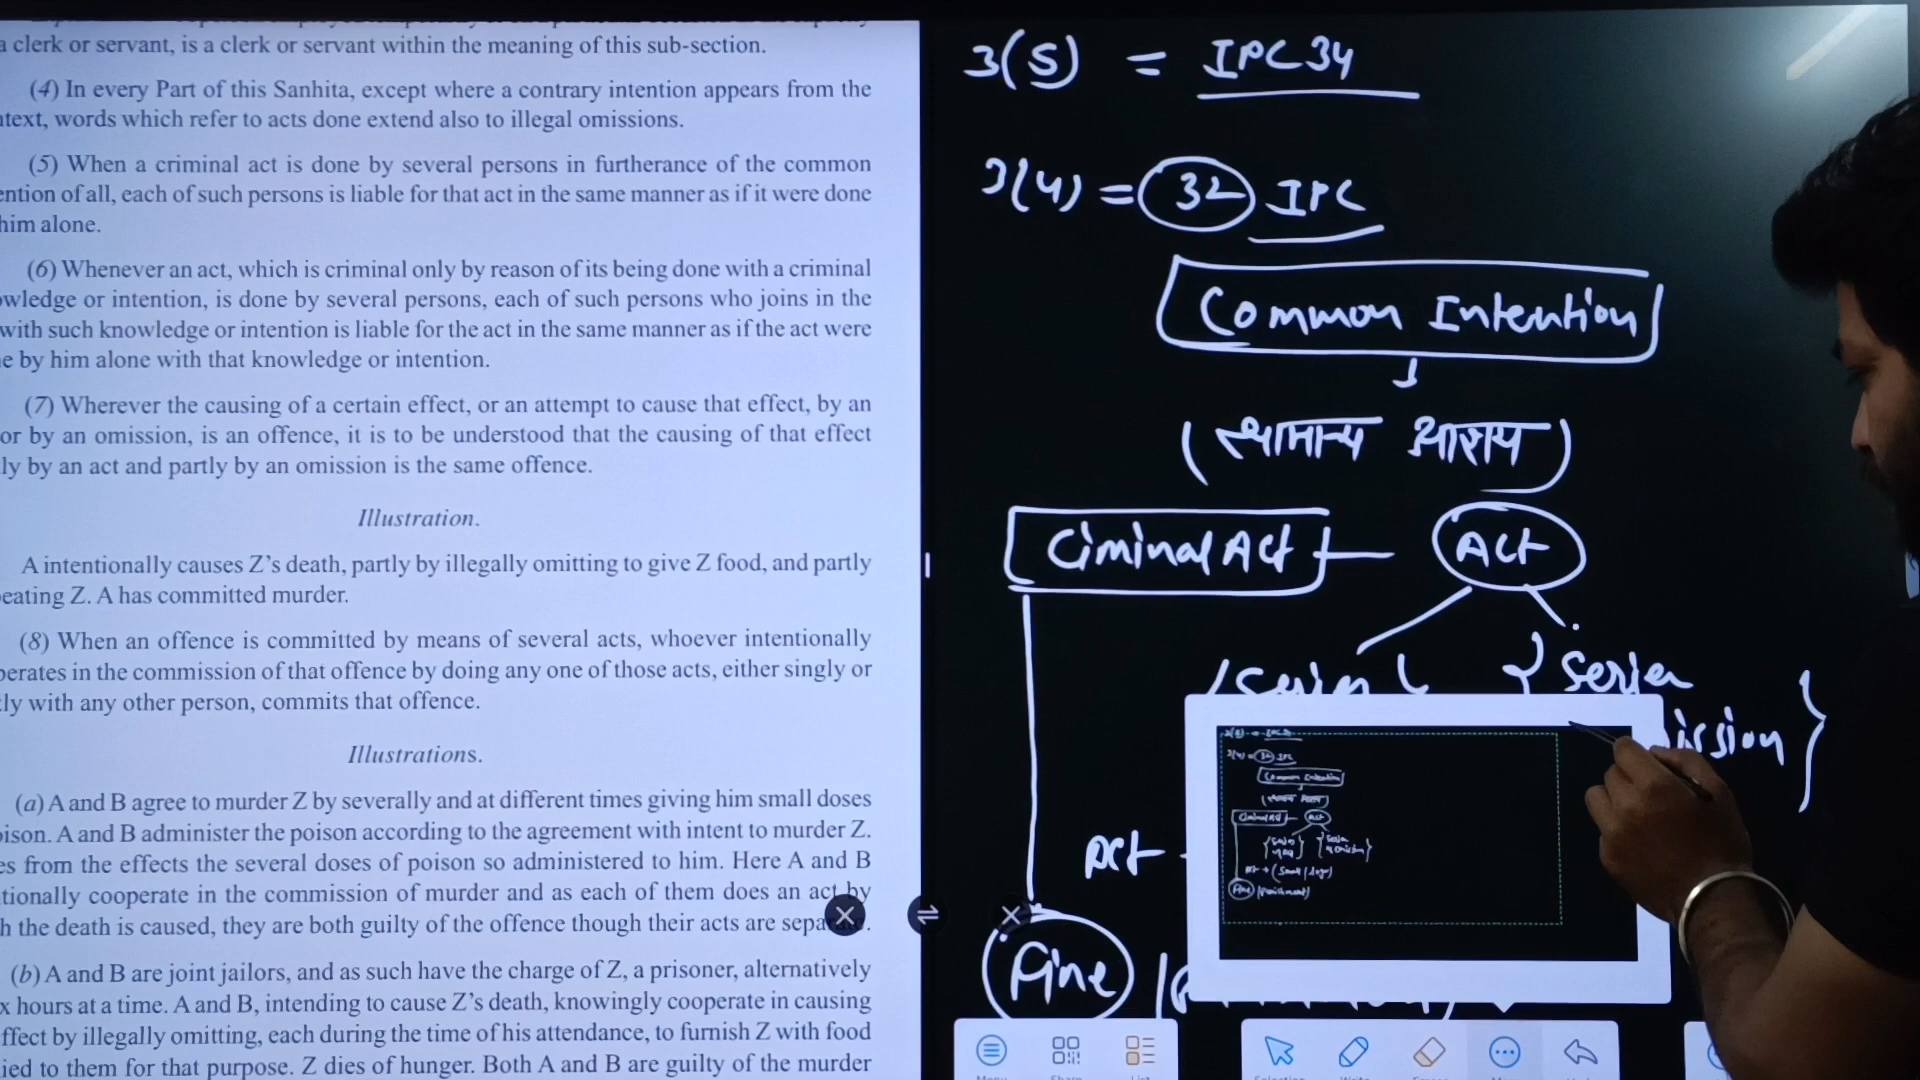 a clerk or servant, is a clerk or servant within the meaning of this sub-section.
(4) In every Part of this Sanhita, except where a contrary intention appears from the
text, words which refer to acts done extend also to illegal omissions.
(5) When a criminal act is done by several persons in furtherance of the common
ention of all, each of such persons is liable for that act in the same manner as if it were done
him alone.
(6) Whenever an act, which is criminal only by reason of its being done with a criminal
owledge or intention, is done by several persons, each of such persons who joins in the
with such knowledge or intention is liable for the act in the same manner as if the act were
e by him alone with that knowledge or intention.
(7) Wherever the causing of a certain effect, or an attempt to cause that effect, by an
or by an omission, is an offence, it is to be understood that the causing of that effect
ly by an act and partly by an omission is the same offence.
Illustration.
A intentionally causes Z's death, partly by illegally omitting to give Z food, and partly
eating Z. A has committed murder.
(8) When an offence is committed by means of several acts, whoever intentionally
perates in the commission of that offence by doing any one of those acts, either singly or
ly with any other person, commits that offence.
Illustrations.
(a) A and B agree to murder Z by severally and at different times giving him small doses
ison. A and B administer the poison according to the agreement with intent to murder Z.
es from the effects the several doses of poison so administered to him. Here A and B
tionally cooperate in the commission of murder and as each of them does an act by
h the death is caused, they are both guilty of the offence though their acts are separ
(b) A and B are joint jailors, and as such have the charge of Z, a prisoner, alternatively
x hours at a time. A and B, intending to cause Z's death, knowingly cooperate in causing
ffect by illegally omitting, each during the time of his attendance, to furnish Z with food
ied to them for that purpose. Z dies of hunger. Both A and B are guilty of the murder
3(5) = IPC 34
3(4) = 32 IPC
Common Intention
(सामान्य आशय)
Ciminal Act
Act
Series
Series
ission
Act
Fine